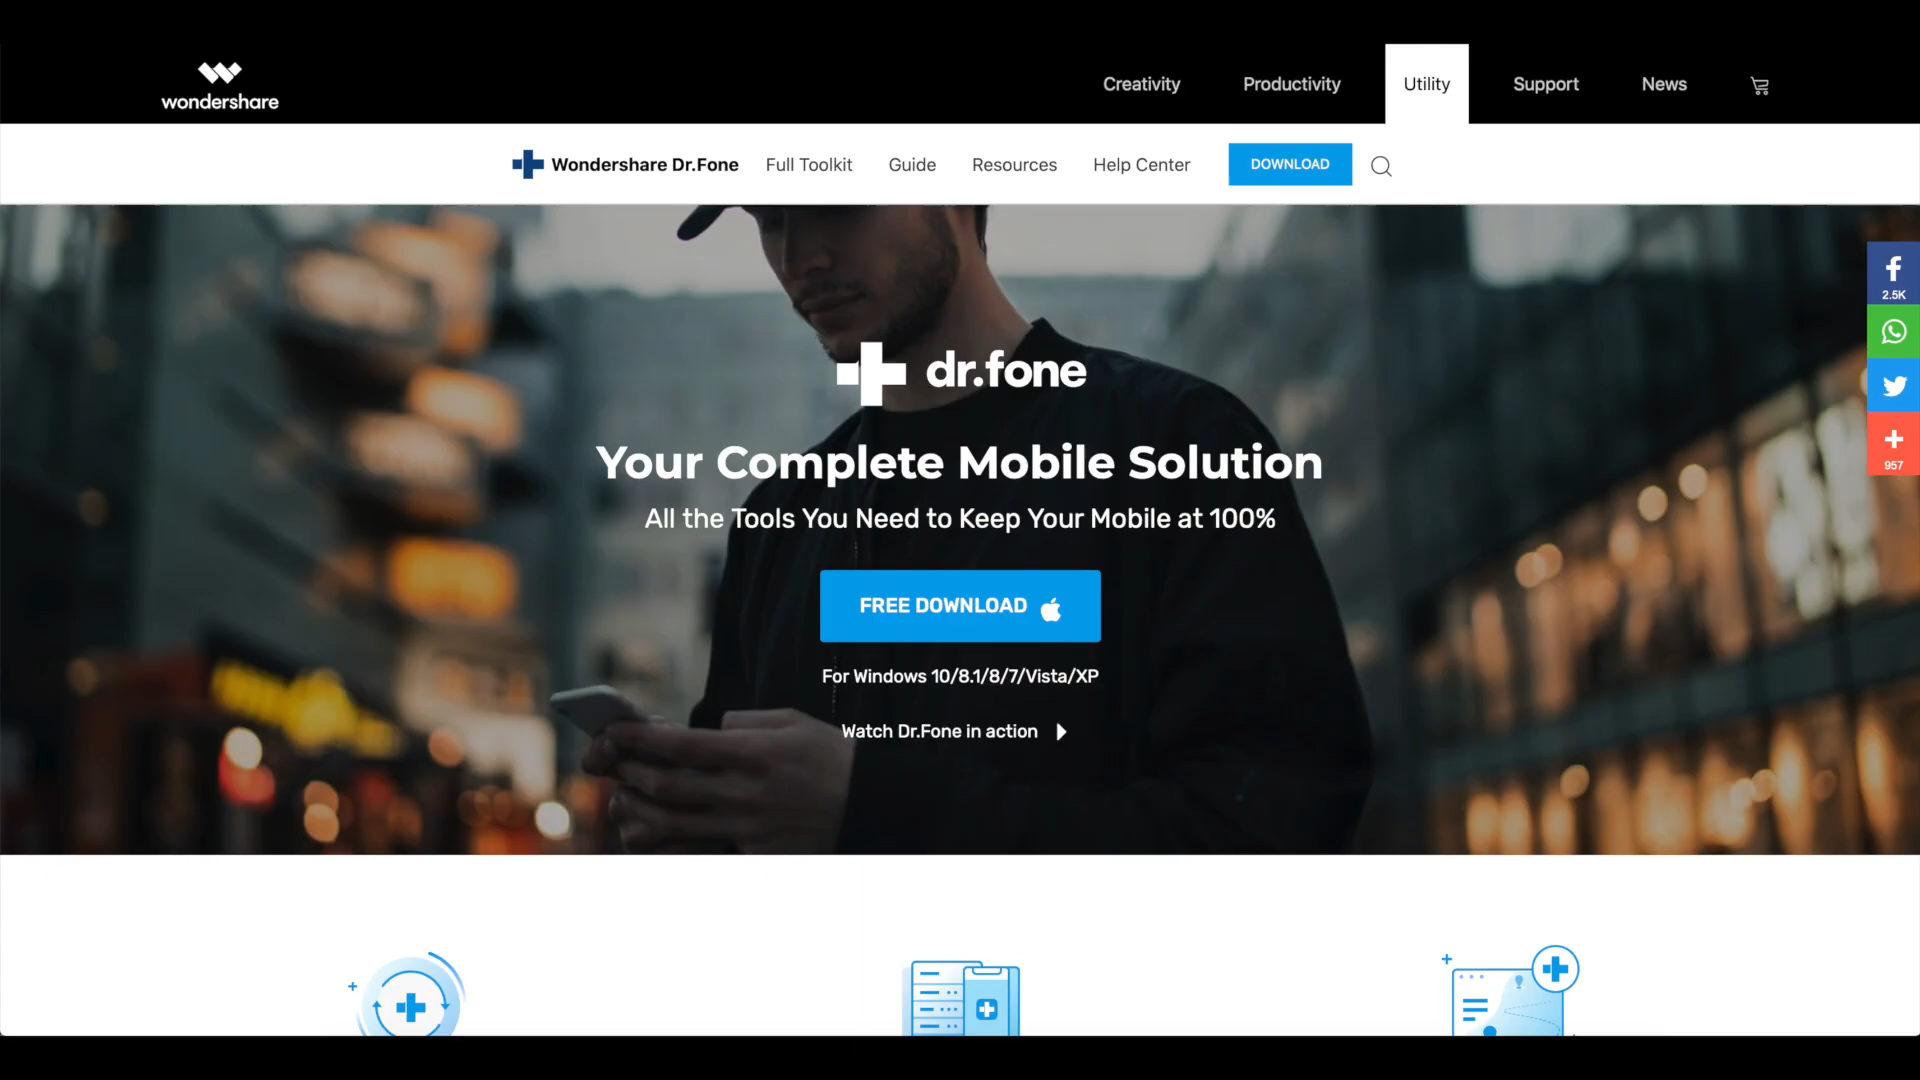 wondershare
Creativity
Productivity
Utility
Support
News
Wondershare Dr.Fone
Full Toolkit
Guide
Resources
Help Center
DOWNLOAD
2.5K
957
dr.fone
Your Complete Mobile Solution
All the Tools You Need to Keep Your Mobile at 100%
FREE DOWNLOAD
For Windows 10/8.1/8/7/Vista/XP
Watch Dr.Fone in action